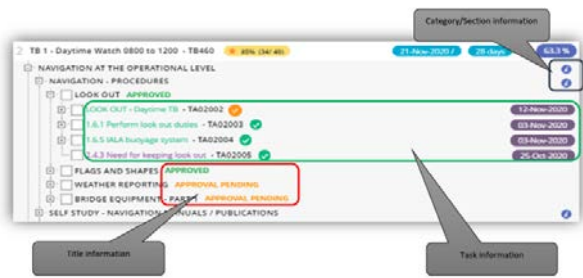 Category/Section information
2 TB 1 - Daytime Watch 0800 to 1200 - TB460 85% (34/ 40) 21-Nov-2020 / 28-days 63.3 %
NAVIGATION AT THE OPERATIONAL LEVEL
NAVIGATION - PROCEDURES
LOOK OUT APPROVED
LOOK OUT - Daytime TB - TA02002 12-Nov-2020
1.6.1 Perform look out duties - TA02003 03-Nov-2020
1.6.5 IALA buoyage system - TA02004 03-Nov-2020
2.4.3 Need for keeping look out - TA02005 25-Oct-2020
FLAGS AND SHAPES APPROVED
WEATHER REPORTING APPROVAL PENDING
BRIDGE EQUIPMENT - PART 1 APPROVAL PENDING
SELF STUDY - NAVIGATION MANUALS / PUBLICATIONS
Title information
Task information